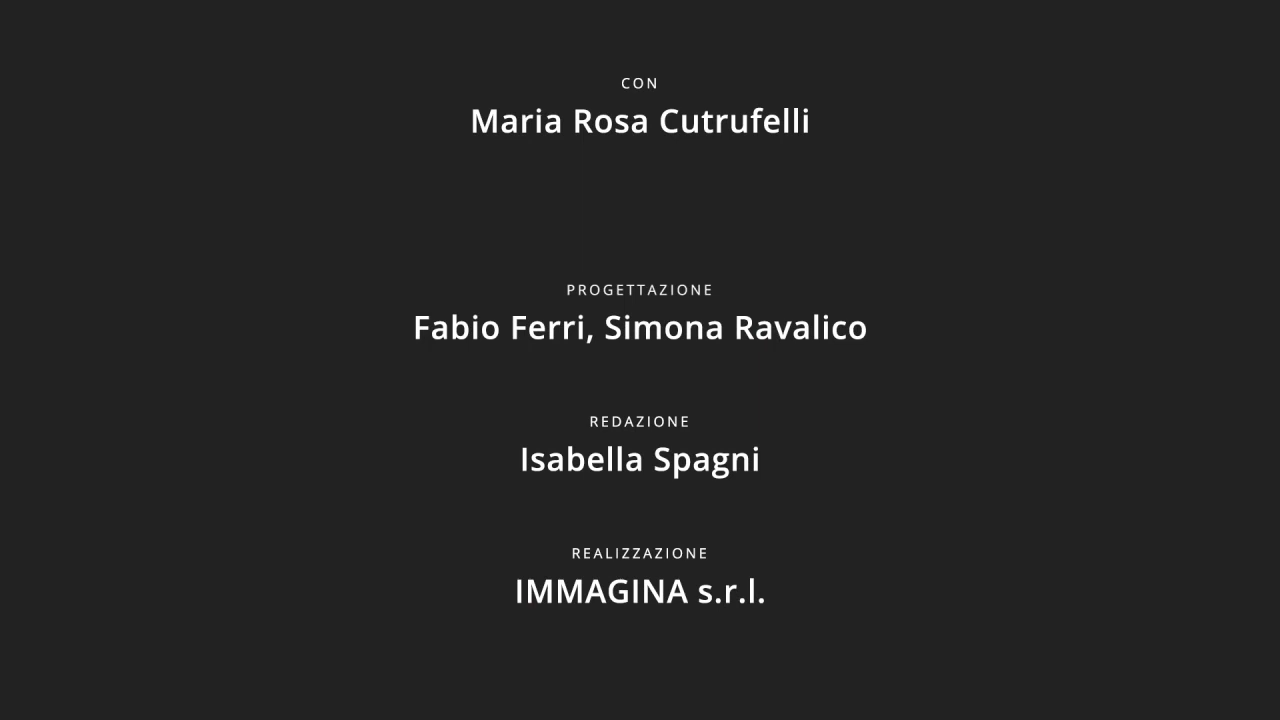 CON
Maria Rosa Cutrufelli
PROGETTAZIONE
Fabio Ferri, Simona Ravalico
REDAZIONE
Isabella Spagni
REALIZZAZIONE
IMMAGINA s.r.l.